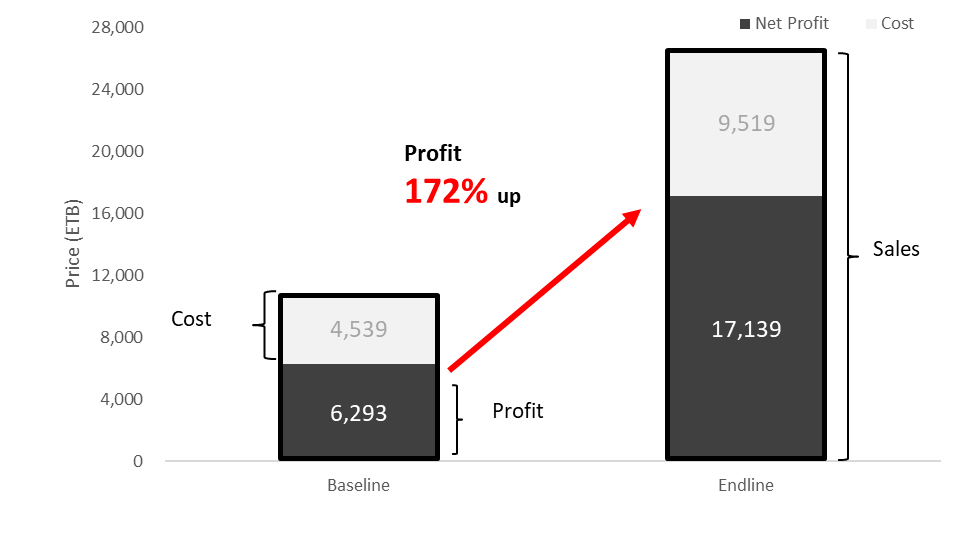 28,000
24,000
20,000
16,000
12,000
8,000
4,000
0
Price (ETB)
Net Profit
Cost
Profit
172% up
9,519
17,139
Sales
Cost
4,539
6,293
Profit
Baseline
Endline